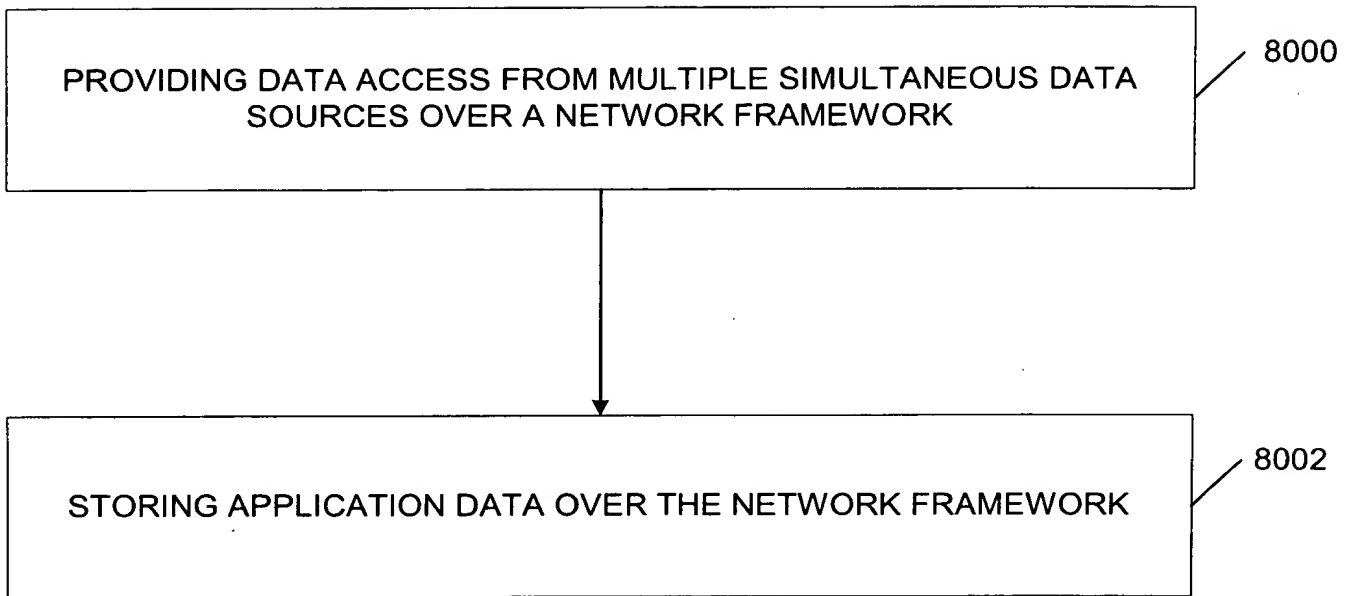 PROVIDING DATA ACCESS FROM MULTIPLE SIMULTANEOUS DATA
SOURCES OVER A NETWORK FRAMEWORK
8000
STORING APPLICATION DATA OVER THE NETWORK FRAMEWORK
8002